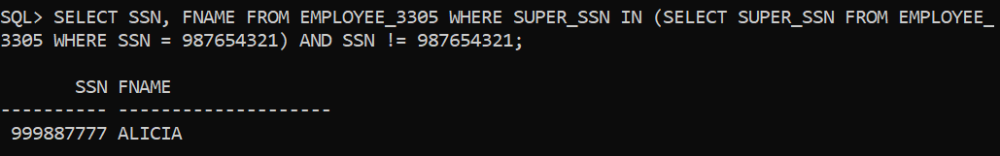 SQL> SELECT SSN, FNAME FROM EMPLOYEE_3305 WHERE SUPER_SSN IN (SELECT SUPER_SSN FROM EMPLOYEE_
3305 WHERE SSN = 987654321) AND SSN != 987654321;
       SSN FNAME
---------- --------------------
 999887777 ALICIA